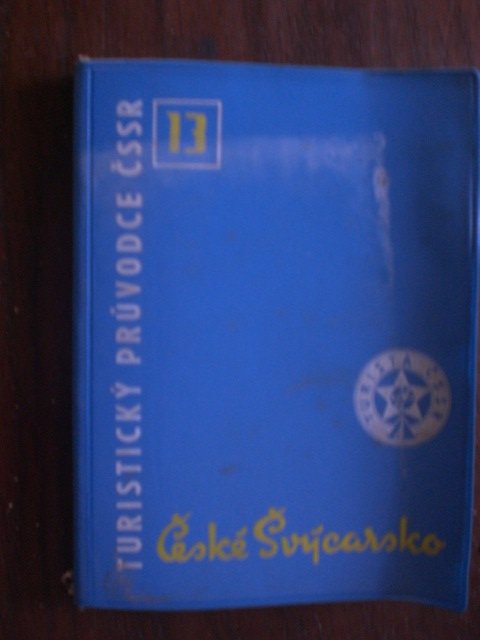 TURISTICKÝ PRŮVODCE ČSSR
13
České Švýcarsko